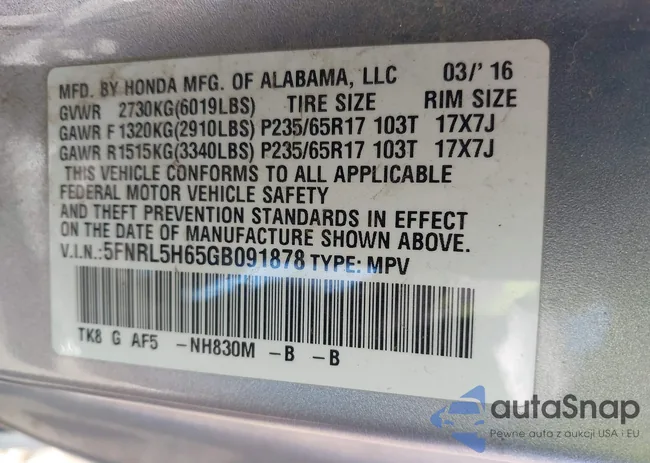 MFD. BY HONDA MFG. OF ALABAMA, LLC 03/' 16
GVWR 2730KG(6019LBS) TIRE SIZE RIM SIZE
GAWR F1320KG(2910LBS) P235/65R17 103T 17X7J
GAWR R1515KG(3340LBS) P235/65R17 103T 17X7J
THIS VEHICLE CONFORMS TO ALL APPLICABLE
FEDERAL MOTOR VEHICLE SAFETY
AND THEFT PREVENTION STANDARDS IN EFFECT
ON THE DATE OF MANUFACTURE SHOWN ABOVE.
V.I.N.:5FNRL5H65GB091878 TYPE: MPV
TK8 G AF5 -NH830M -B -B
autaSnap
Pewne auta z aukcji USA i EU